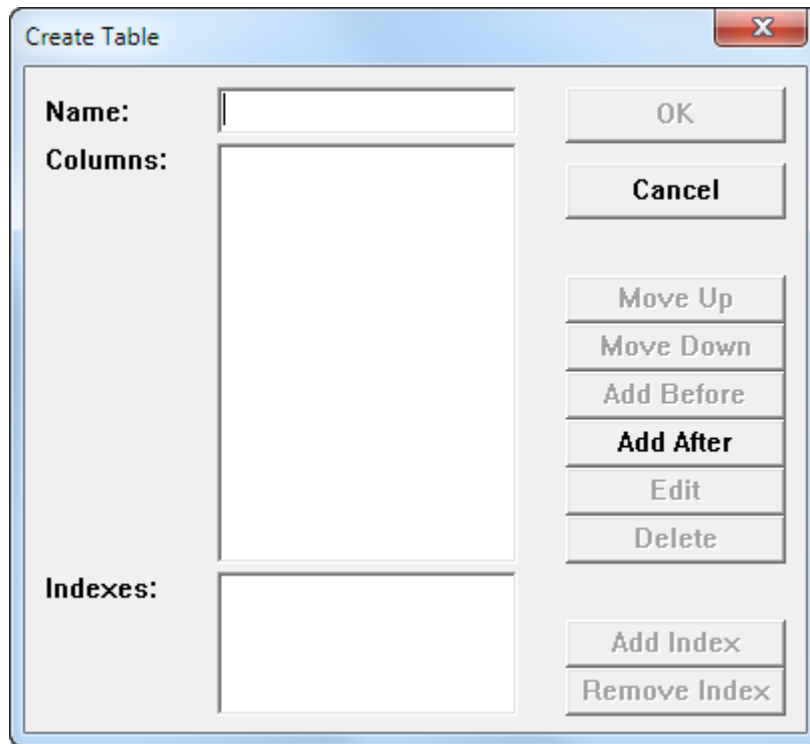 Create Table
Name:
OK
Columns:
Cancel
Move Up
Move Down
Add Before
Add After
Edit
Delete
Indexes:
Add Index
Remove Index